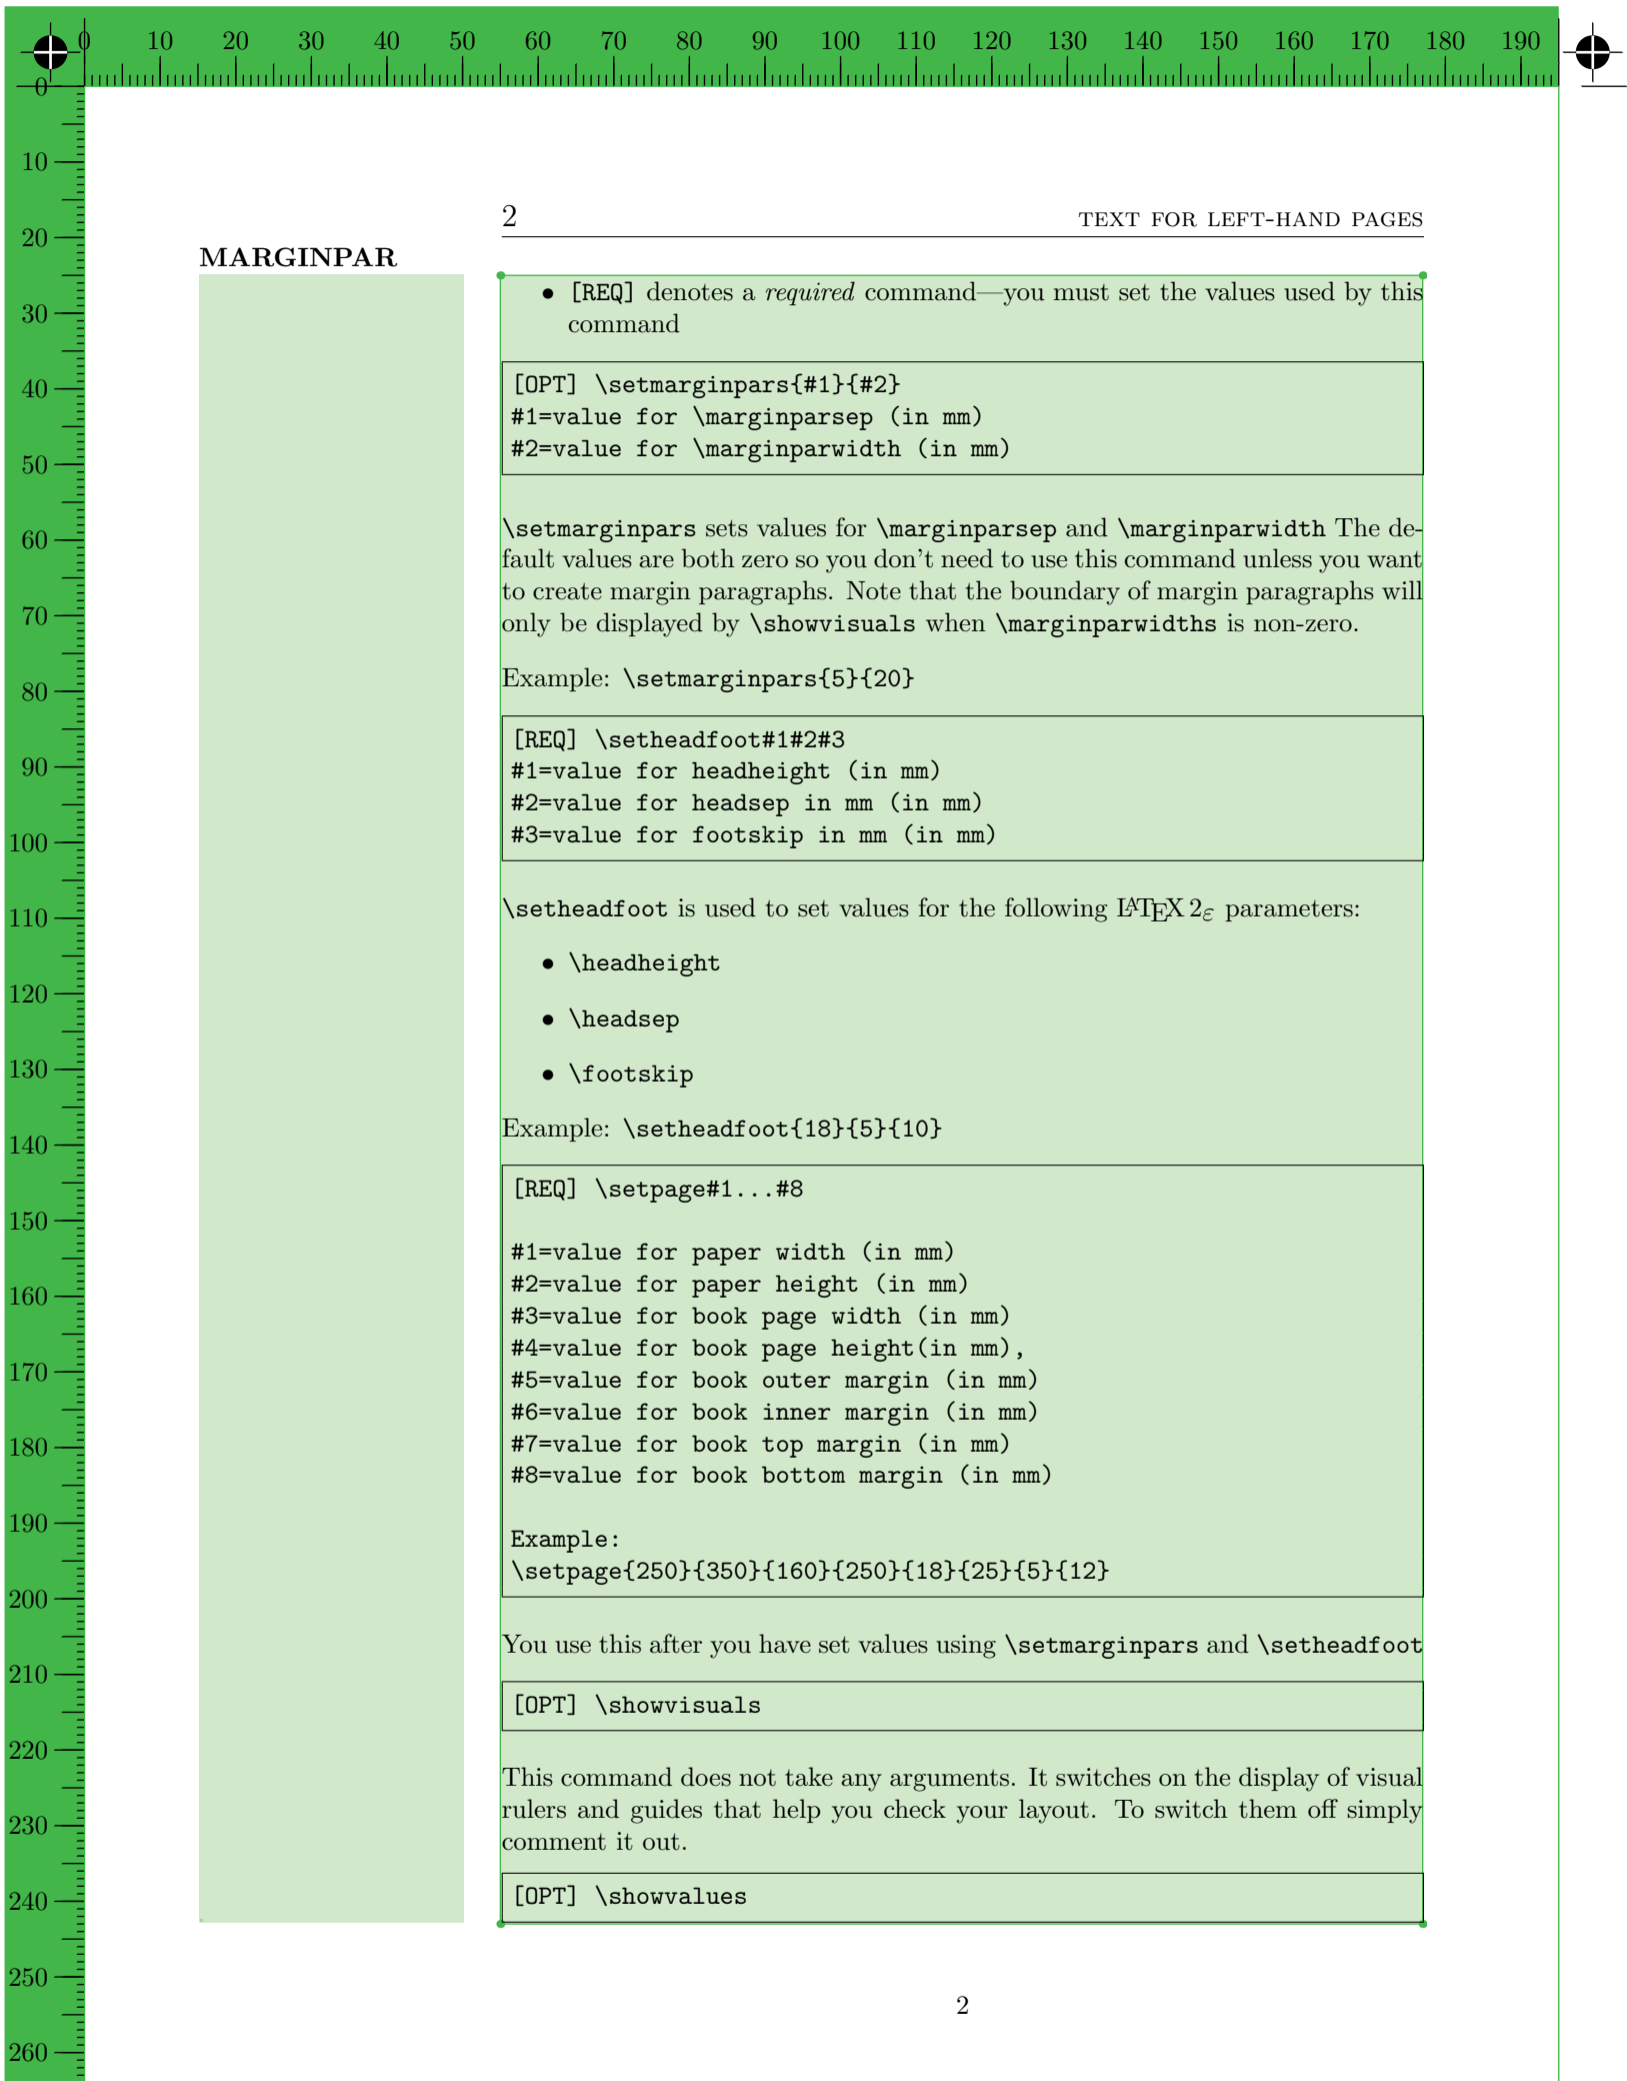 0 10 20 30 40 50 60 70 80 90 100 110 120 130 140 150 160 170 180 190
0
10
20
30
40
50
60
70
80
90
100
110
120
130
140
150
160
170
180
190
200
210
220
230
240
250
260
2 TEXT FOR LEFT-HAND PAGES
MARGINPAR
• [REQ] denotes a required command—you must set the values used by this
command
[OPT] \setmarginpars{#1}{#2}
#1=value for \marginparsep (in mm)
#2=value for \marginparwidth (in mm)
\setmarginpars sets values for \marginparsep and \marginparwidth The de-
fault values are both zero so you don't need to use this command unless you want
to create margin paragraphs. Note that the boundary of margin paragraphs will
only be displayed by \showvisuals when \marginparwidths is non-zero.
Example: \setmarginpars{5}{20}
[REQ] \setheadfoot#1#2#3
#1=value for headheight (in mm)
#2=value for headsep in mm (in mm)
#3=value for footskip in mm (in mm)
\setheadfoot is used to set values for the following LATEX 2ε parameters:
• \headheight
• \headsep
• \footskip
Example: \setheadfoot{18}{5}{10}
[REQ] \setpage#1...#8
#1=value for paper width (in mm)
#2=value for paper height (in mm)
#3=value for book page width (in mm)
#4=value for book page height(in mm),
#5=value for book outer margin (in mm)
#6=value for book inner margin (in mm)
#7=value for book top margin (in mm)
#8=value for book bottom margin (in mm)
Example:
\setpage{250}{350}{160}{250}{18}{25}{5}{12}
You use this after you have set values using \setmarginpars and \setheadfoot
[OPT] \showvisuals
This command does not take any arguments. It switches on the display of visual
rulers and guides that help you check your layout. To switch them off simply
comment it out.
[OPT] \showvalues
2